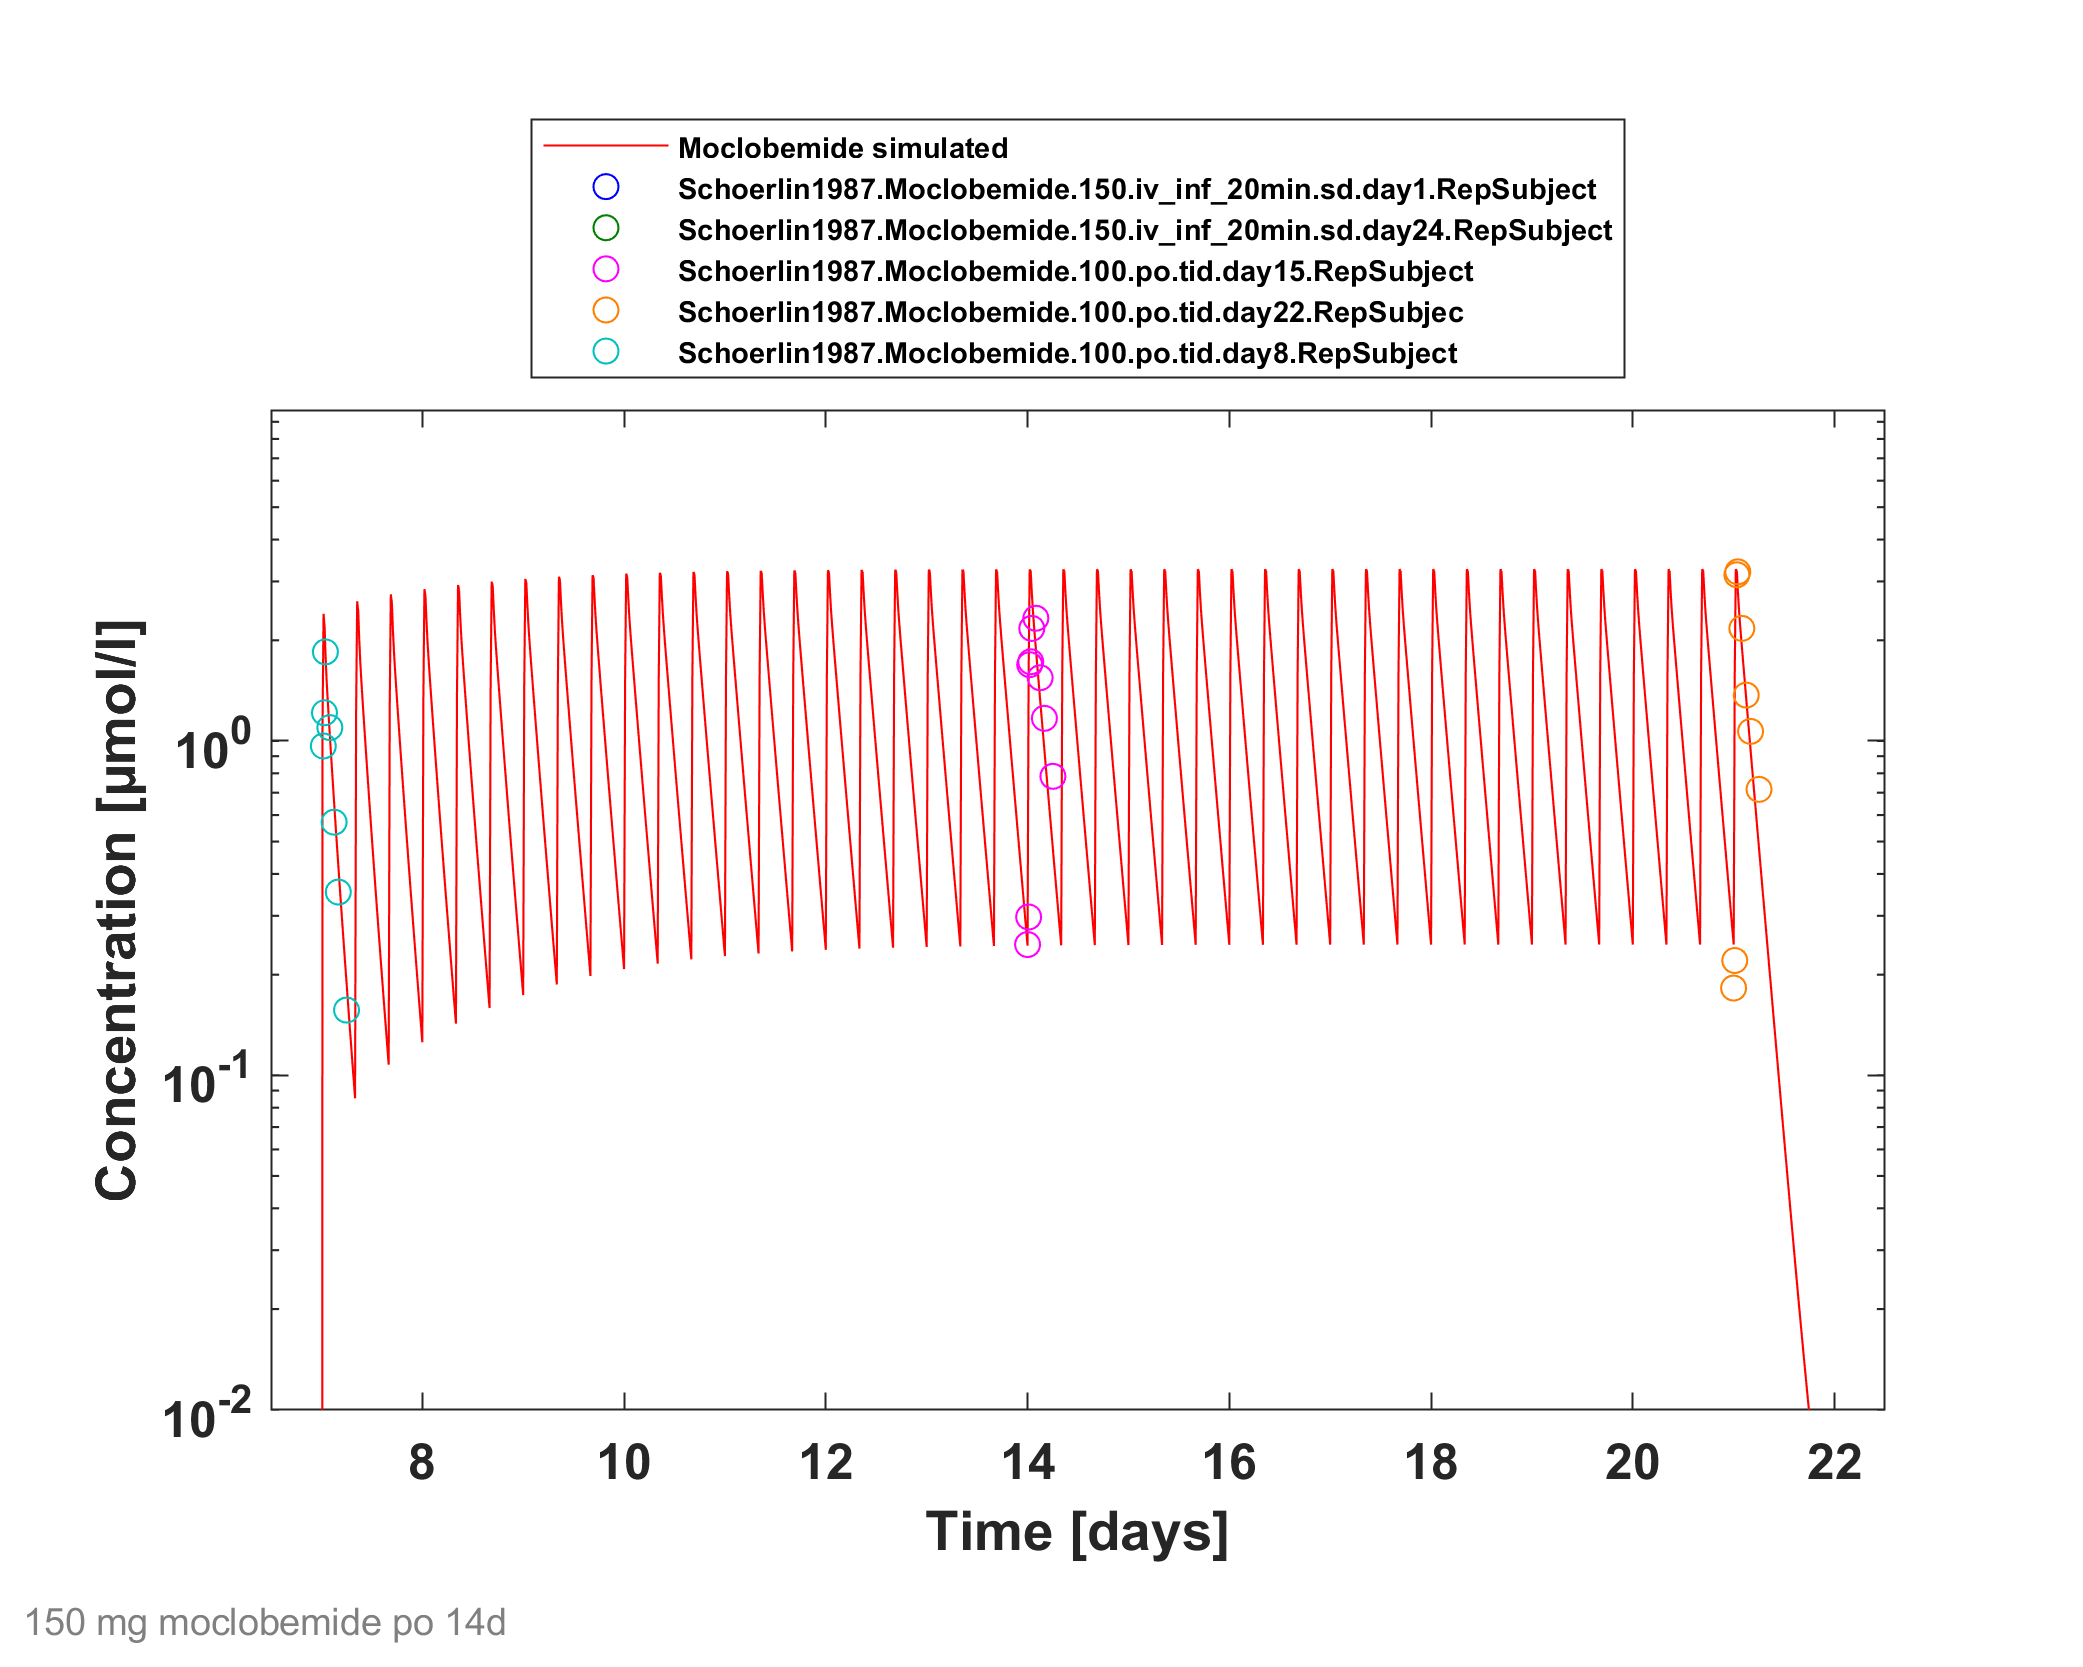 Moclobemide simulated
Schoerlin1987.Moclobemide.150.iv_inf_20min.sd.day1.RepSubject
Schoerlin1987.Moclobemide.150.iv_inf_20min.sd.day24.RepSubject
Schoerlin1987.Moclobemide.100.po.tid.day15.RepSubject
Schoerlin1987.Moclobemide.100.po.tid.day22.RepSubjec
Schoerlin1987.Moclobemide.100.po.tid.day8.RepSubject
Concentration [µmol/l]
10^0
10^-1
10^-2
8 10 12 14 16 18 20 22
Time [days]
150 mg moclobemide po 14d